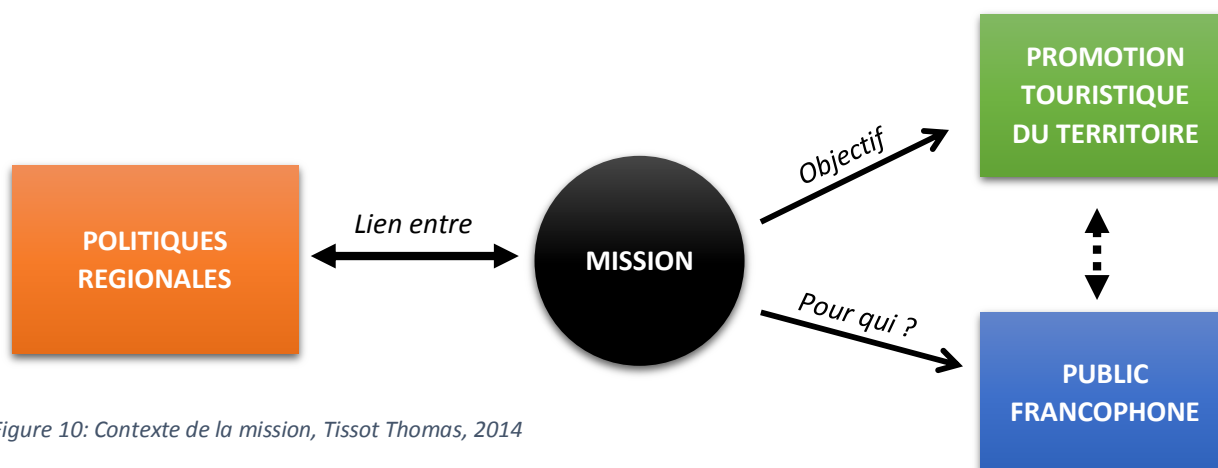 POLITIQUES
REGIONALES
Lien entre
MISSION
Objectif
PROMOTION
TOURISTIQUE
DU TERRITOIRE
Pour qui ?
PUBLIC
FRANCOPHONE
Figure 10: Contexte de la mission, Tissot Thomas, 2014